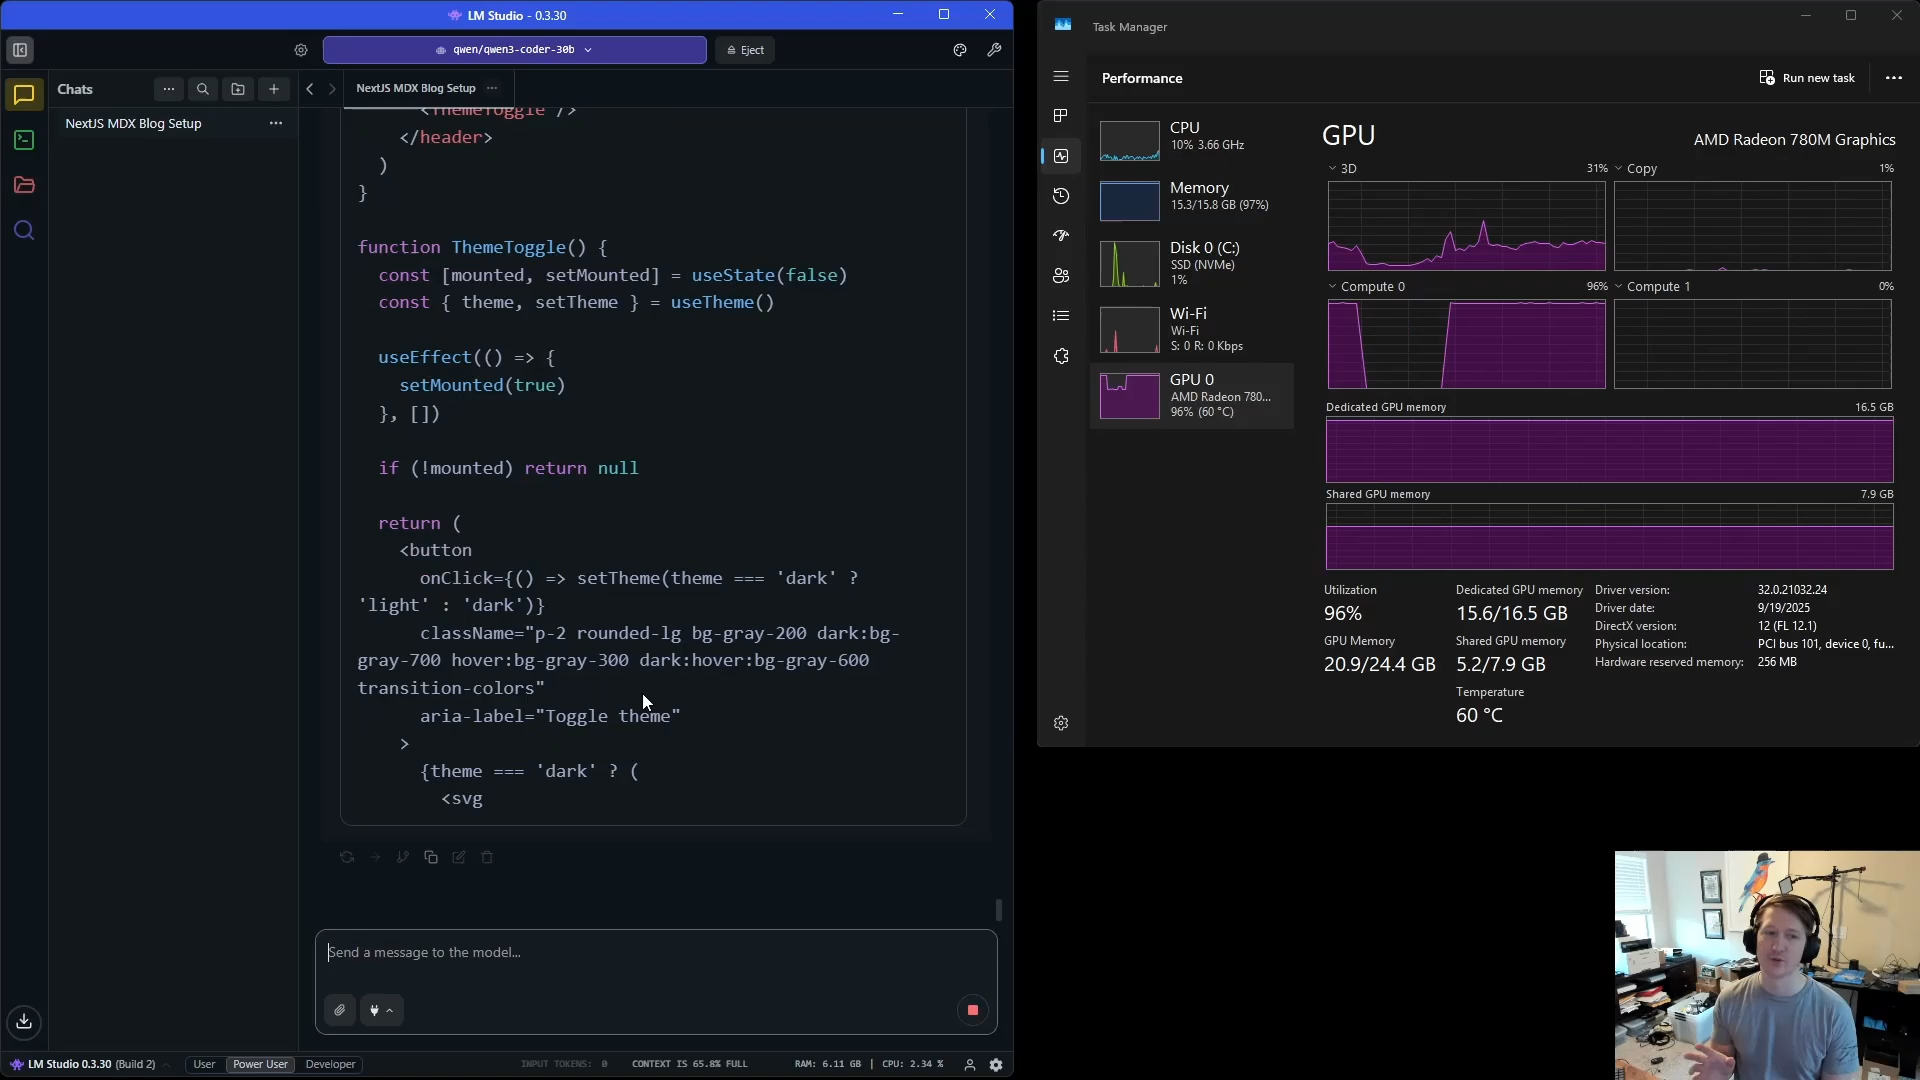 LM Studio - 0.3.30
qwen/qwen3-coder-30b
Eject
Chats
NextJS MDX Blog Setup
NextJS MDX Blog Setup
<ThemeToggle />
</header>
)
}
function ThemeToggle() {
const [mounted, setMounted] = useState(false)
const { theme, setTheme } = useTheme()
useEffect(() => {
setMounted(true)
}, [])
if (!mounted) return null
return (
<button
onClick={() => setTheme(theme === 'dark' ?
'light' : 'dark')}
className="p-2 rounded-lg bg-gray-200 dark:bg-
gray-700 hover:bg-gray-300 dark:hover:bg-gray-600
transition-colors"
aria-label="Toggle theme"
>
{theme === 'dark' ? (
<svg
Send a message to the model...
LM Studio 0.3.30 (Build 2)
User
Power User
Developer
INPUT TOKENS: 0
CONTEXT IS 65.8% FULL
RAM: 6.11 GB | CPU: 2.34 %
Task Manager
Performance
Run new task
CPU
10% 3.66 GHz
Memory
15.3/15.8 GB (97%)
Disk 0 (C:)
SSD (NVMe)
1%
Wi-Fi
Wi-Fi
S: 0 R: 0 Kbps
GPU 0
AMD Radeon 780...
96% (60 °C)
GPU
AMD Radeon 780M Graphics
3D
31%
Copy
1%
Compute 0
96%
Compute 1
0%
Dedicated GPU memory
16.5 GB
Shared GPU memory
7.9 GB
Utilization
96%
Dedicated GPU memory
15.6/16.5 GB
GPU Memory
20.9/24.4 GB
Shared GPU memory
5.2/7.9 GB
Temperature
60 °C
Driver version:
32.0.21032.24
Driver date:
9/19/2025
DirectX version:
12 (FL 12.1)
Physical location:
PCI bus 101, device 0, fu...
Hardware reserved memory:
256 MB